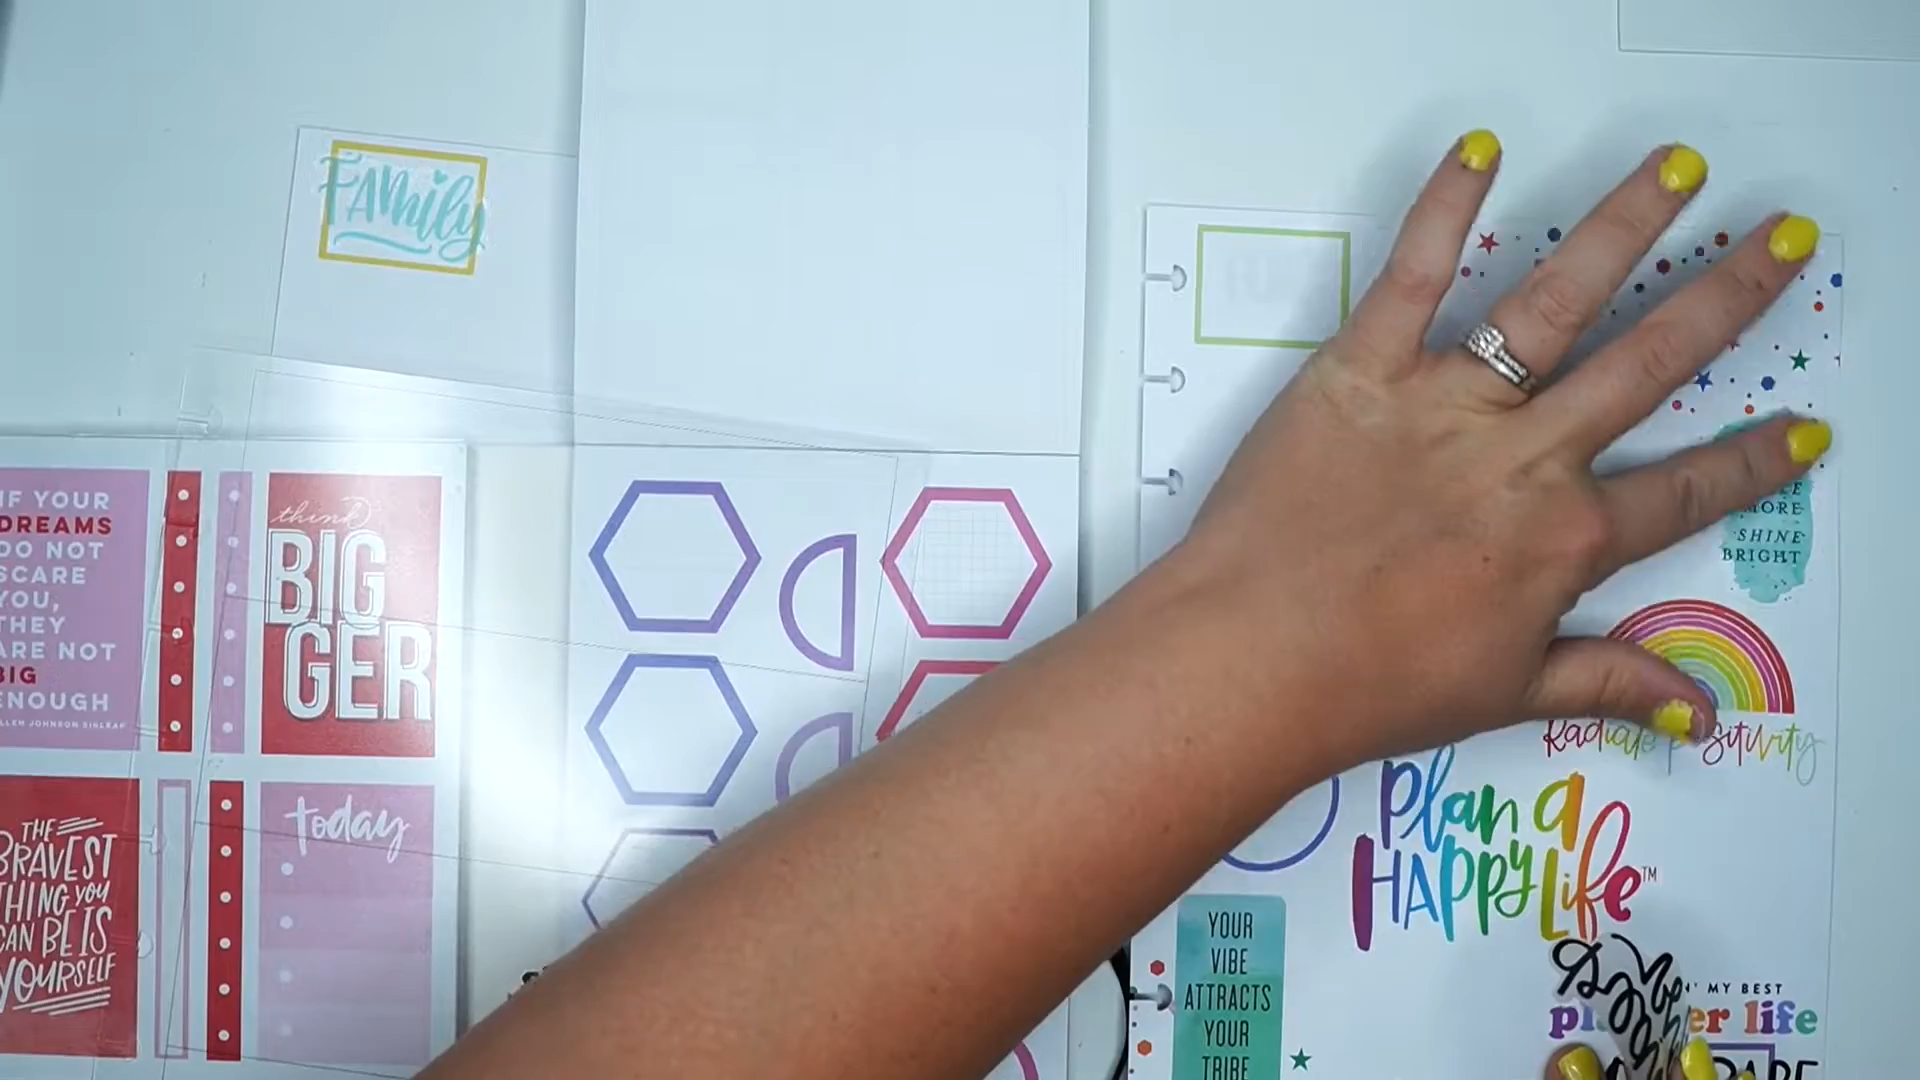 Family
IF YOUR
DREAMS
DO NOT
SCARE
YOU,
THEY
ARE NOT
BIG
ENOUGH
think
BIG
GER
THE
BRAVEST
THING YOU
CAN BE IS
YOURSELF
today
MORE
SHINE
BRIGHT
Radiate positivity
plan a
HAPPY Life™
YOUR
VIBE
ATTRACTS
YOUR
TRIBE
MY BEST
life